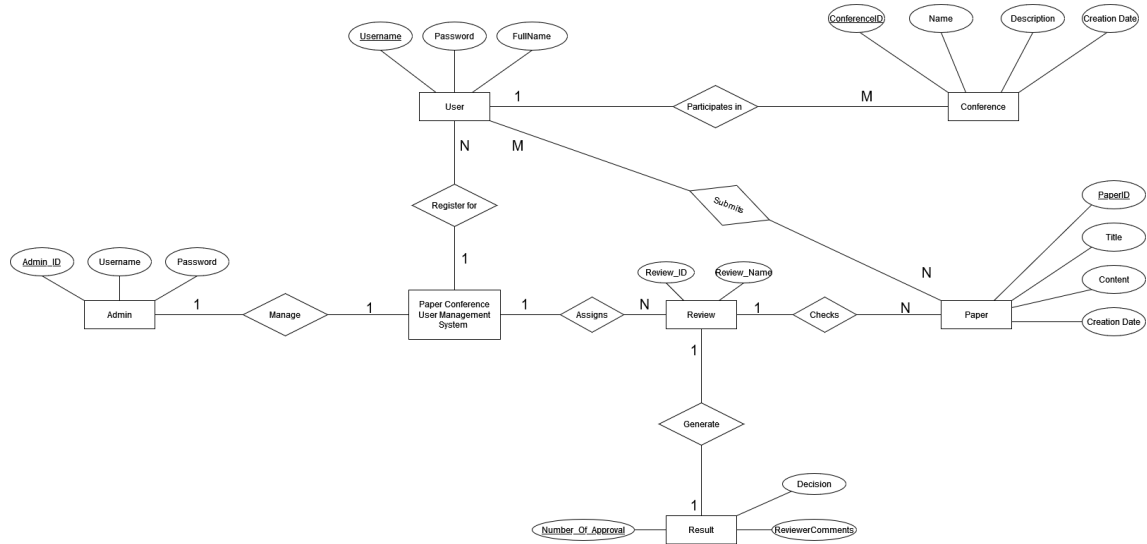 ConferenceID
Name
Description
Creation Date
Username
Password
FullName
User
1
Participates in
M
Conference
N
M
Submits
PaperID
Register for
Title
Admin_ID
Username
Password
1
Review_ID
Review_Name
N
Content
Admin
1
Manage
1
Paper Conference
User Management
System
1
Assigns
N
Review
1
Checks
N
Paper
Creation Date
1
Generate
Decision
1
Number_Of_Approval
Result
ReviewerComments